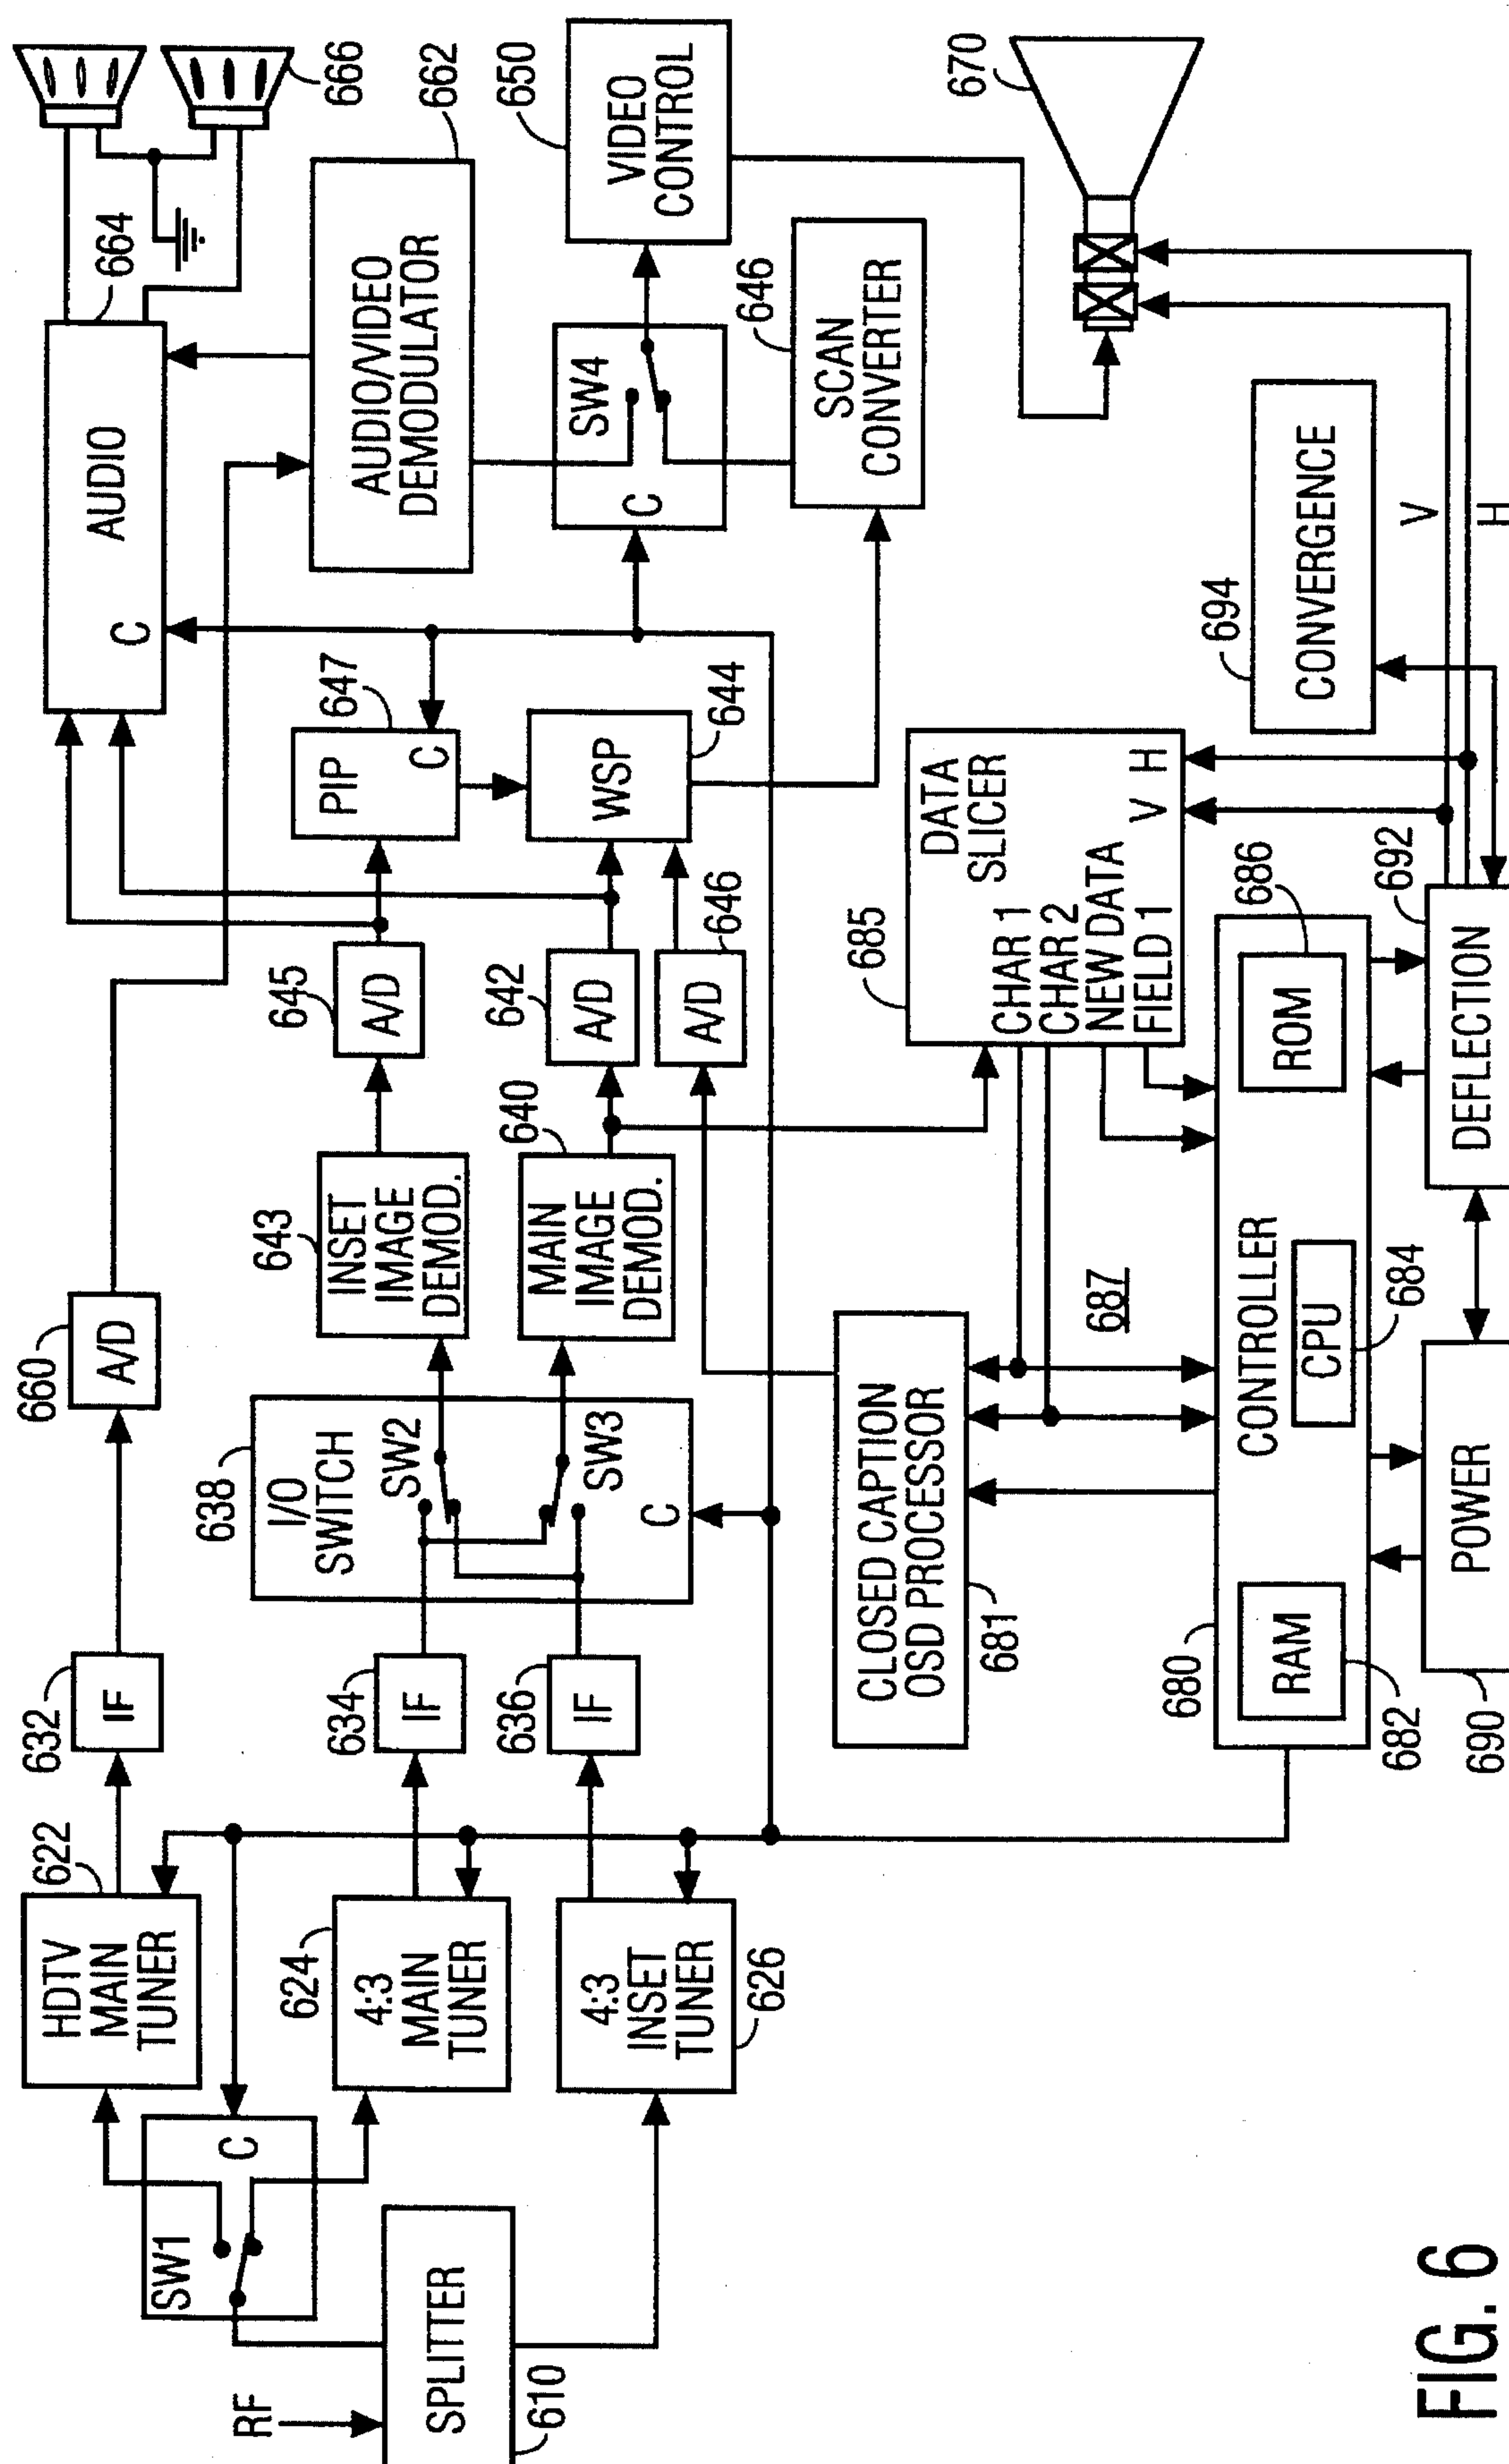 RF
SPLITTER
610
SW1
C
HDTV
MAIN
TUNER
622
4:3
MAIN
TUNER
624
4:3
INSET
TUNER
626
IF
632
IF
634
IF
636
I/O
SWITCH
638
SW2
SW3
C
A/D
660
INSET
IMAGE
DEMOD.
643
MAIN
IMAGE
DEMOD.
640
A/D
645
A/D
642
A/D
646
PIP
C
647
WSP
644
AUDIO
C
664
666
AUDIO/VIDEO
DEMODULATOR
662
SW4
C
VIDEO
CONTROL
650
SCAN
CONVERTER
646
670
CLOSED CAPTION
OSD PROCESSOR
681
DATA
SLICER
685
CHAR 1
CHAR 2
NEW DATA
FIELD 1
V
H
687
CONTROLLER
680
RAM
682
CPU
684
ROM
686
POWER
690
DEFLECTION
692
CONVERGENCE
694
V
H
FIG. 6